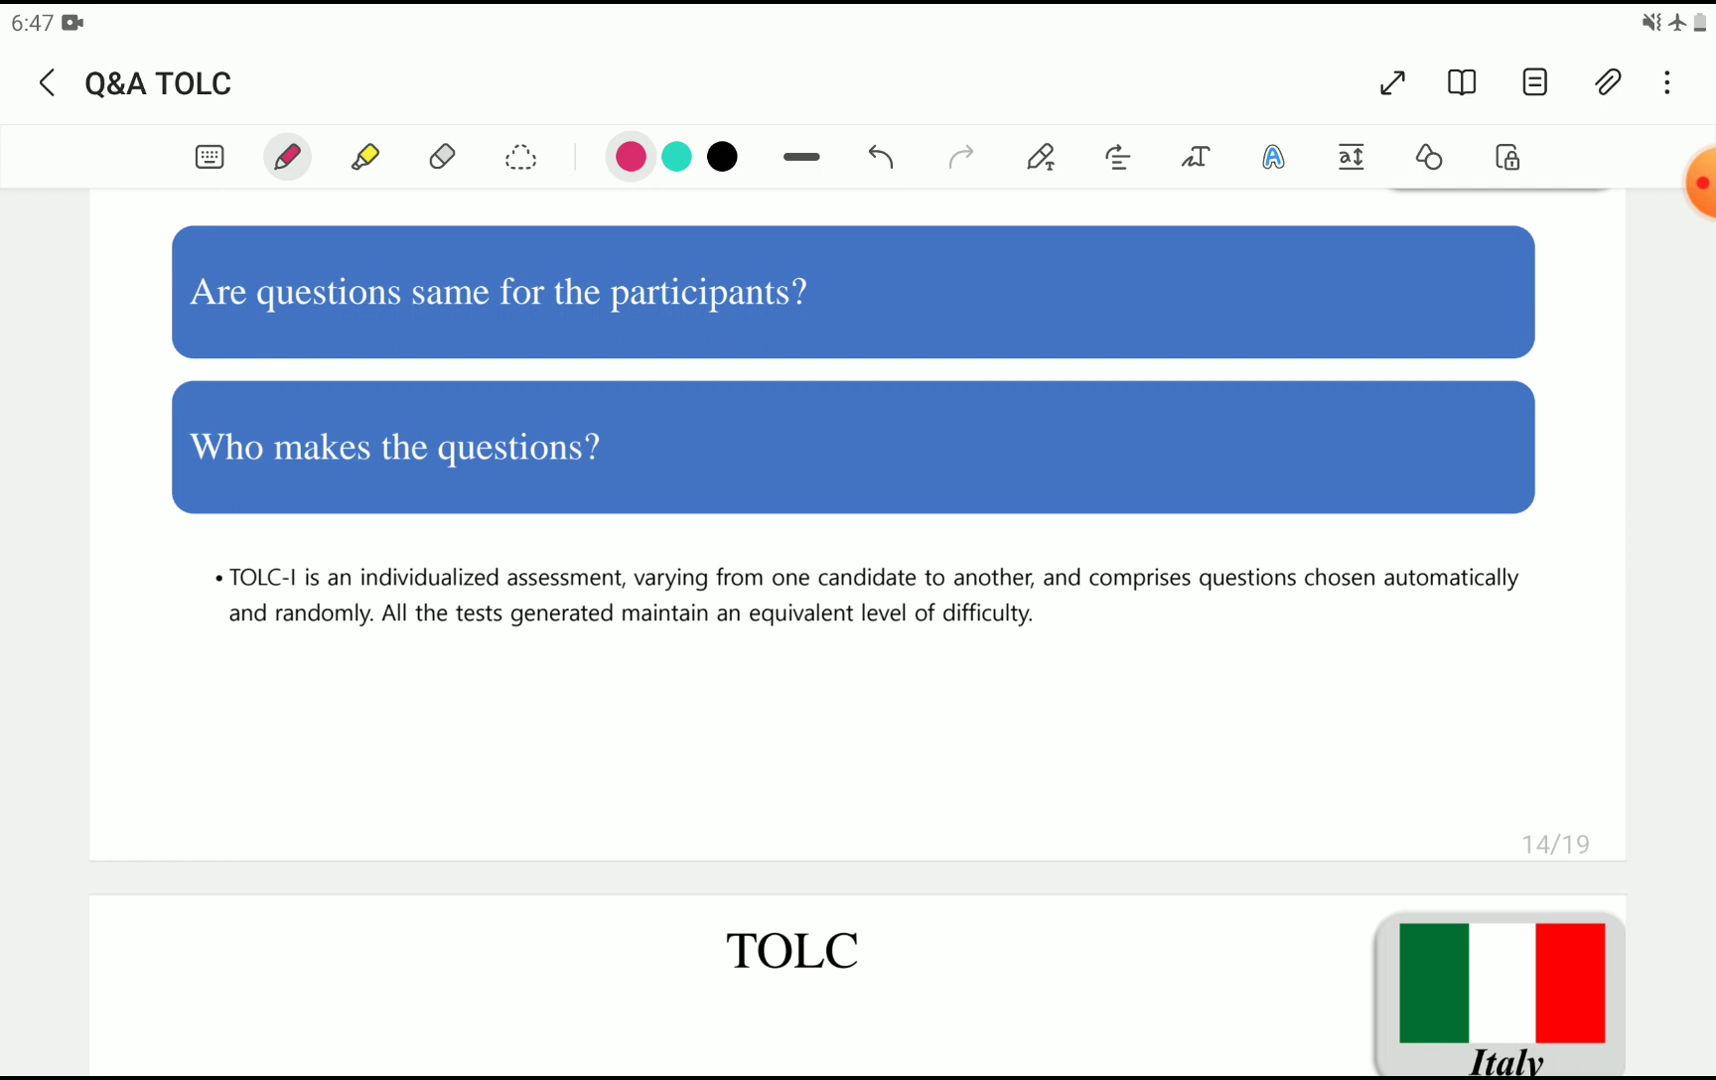 6:47
Q&A TOLC
Are questions same for the participants?
Who makes the questions?
• TOLC-I is an individualized assessment, varying from one candidate to another, and comprises questions chosen automatically
and randomly. All the tests generated maintain an equivalent level of difficulty.
14/19
TOLC
Italy